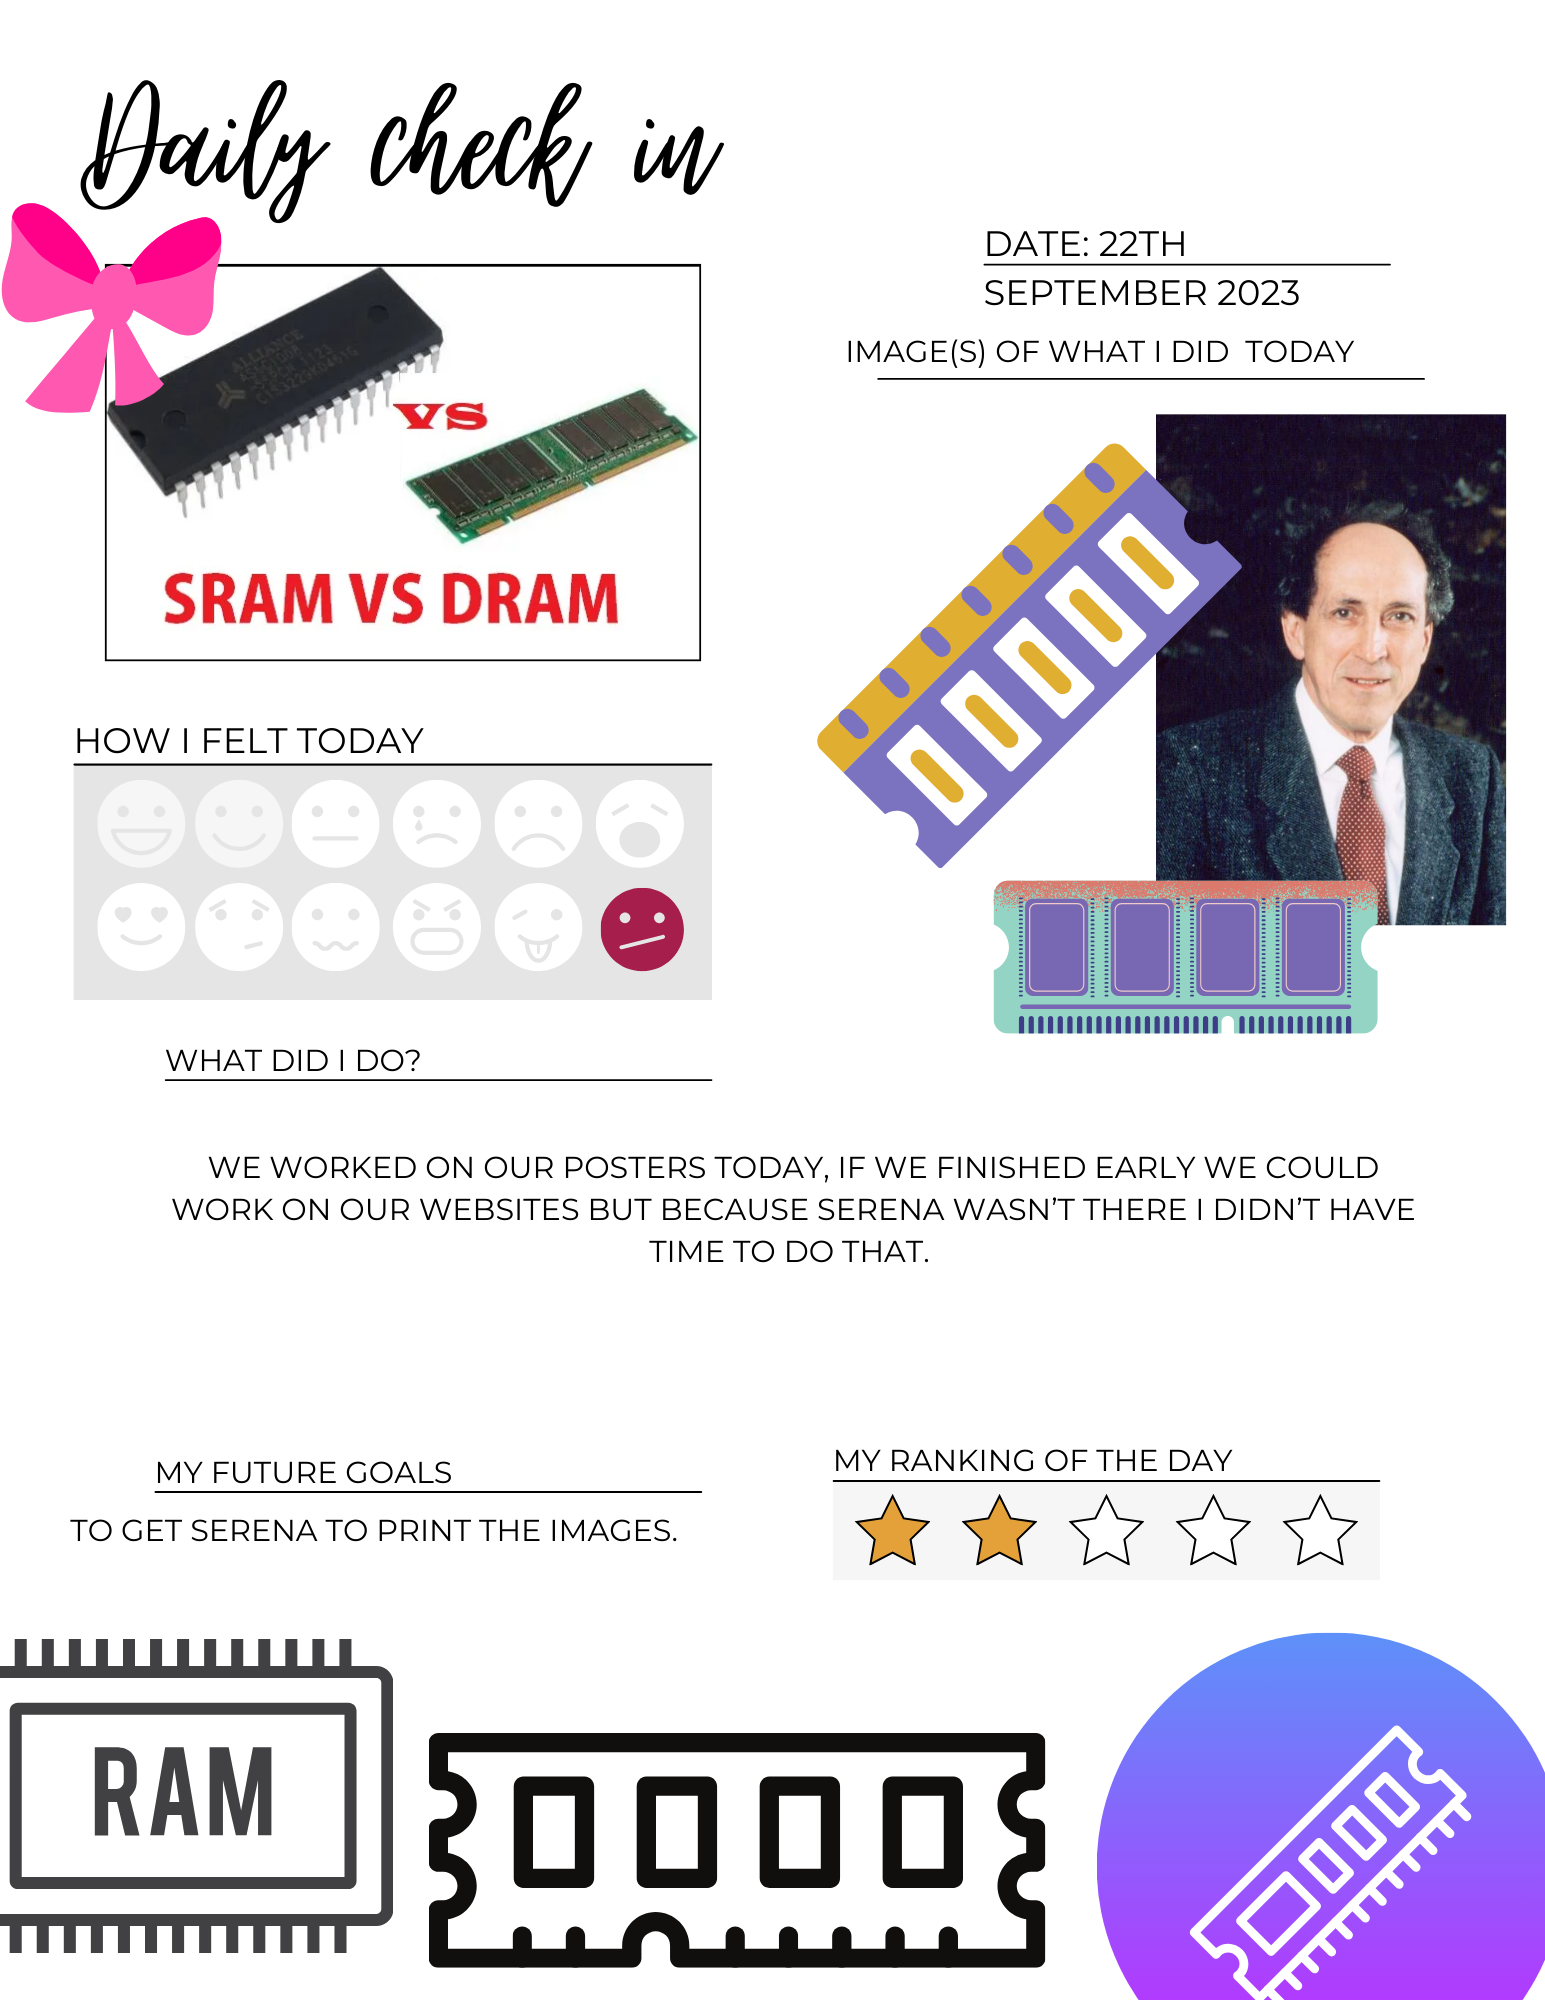 Daily check in
DATE: 22TH
SEPTEMBER 2023
IMAGE(S) OF WHAT I DID TODAY
ALLIANCE
VS
SRAM VS DRAM
HOW I FELT TODAY
WHAT DID I DO?
WE WORKED ON OUR POSTERS TODAY, IF WE FINISHED EARLY WE COULD
WORK ON OUR WEBSITES BUT BECAUSE SERENA WASN'T THERE I DIDN'T HAVE
TIME TO DO THAT.
MY FUTURE GOALS
TO GET SERENA TO PRINT THE IMAGES.
MY RANKING OF THE DAY
RAM